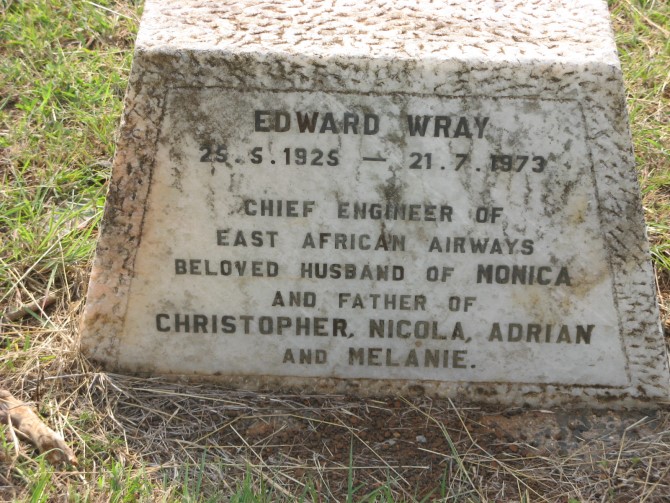 EDWARD WRAY
25.5.1925 — 21.7.1973
CHIEF ENGINEER OF
EAST AFRICAN AIRWAYS
BELOVED HUSBAND OF MONICA
AND FATHER OF
CHRISTOPHER, NICOLA, ADRIAN
AND MELANIE.